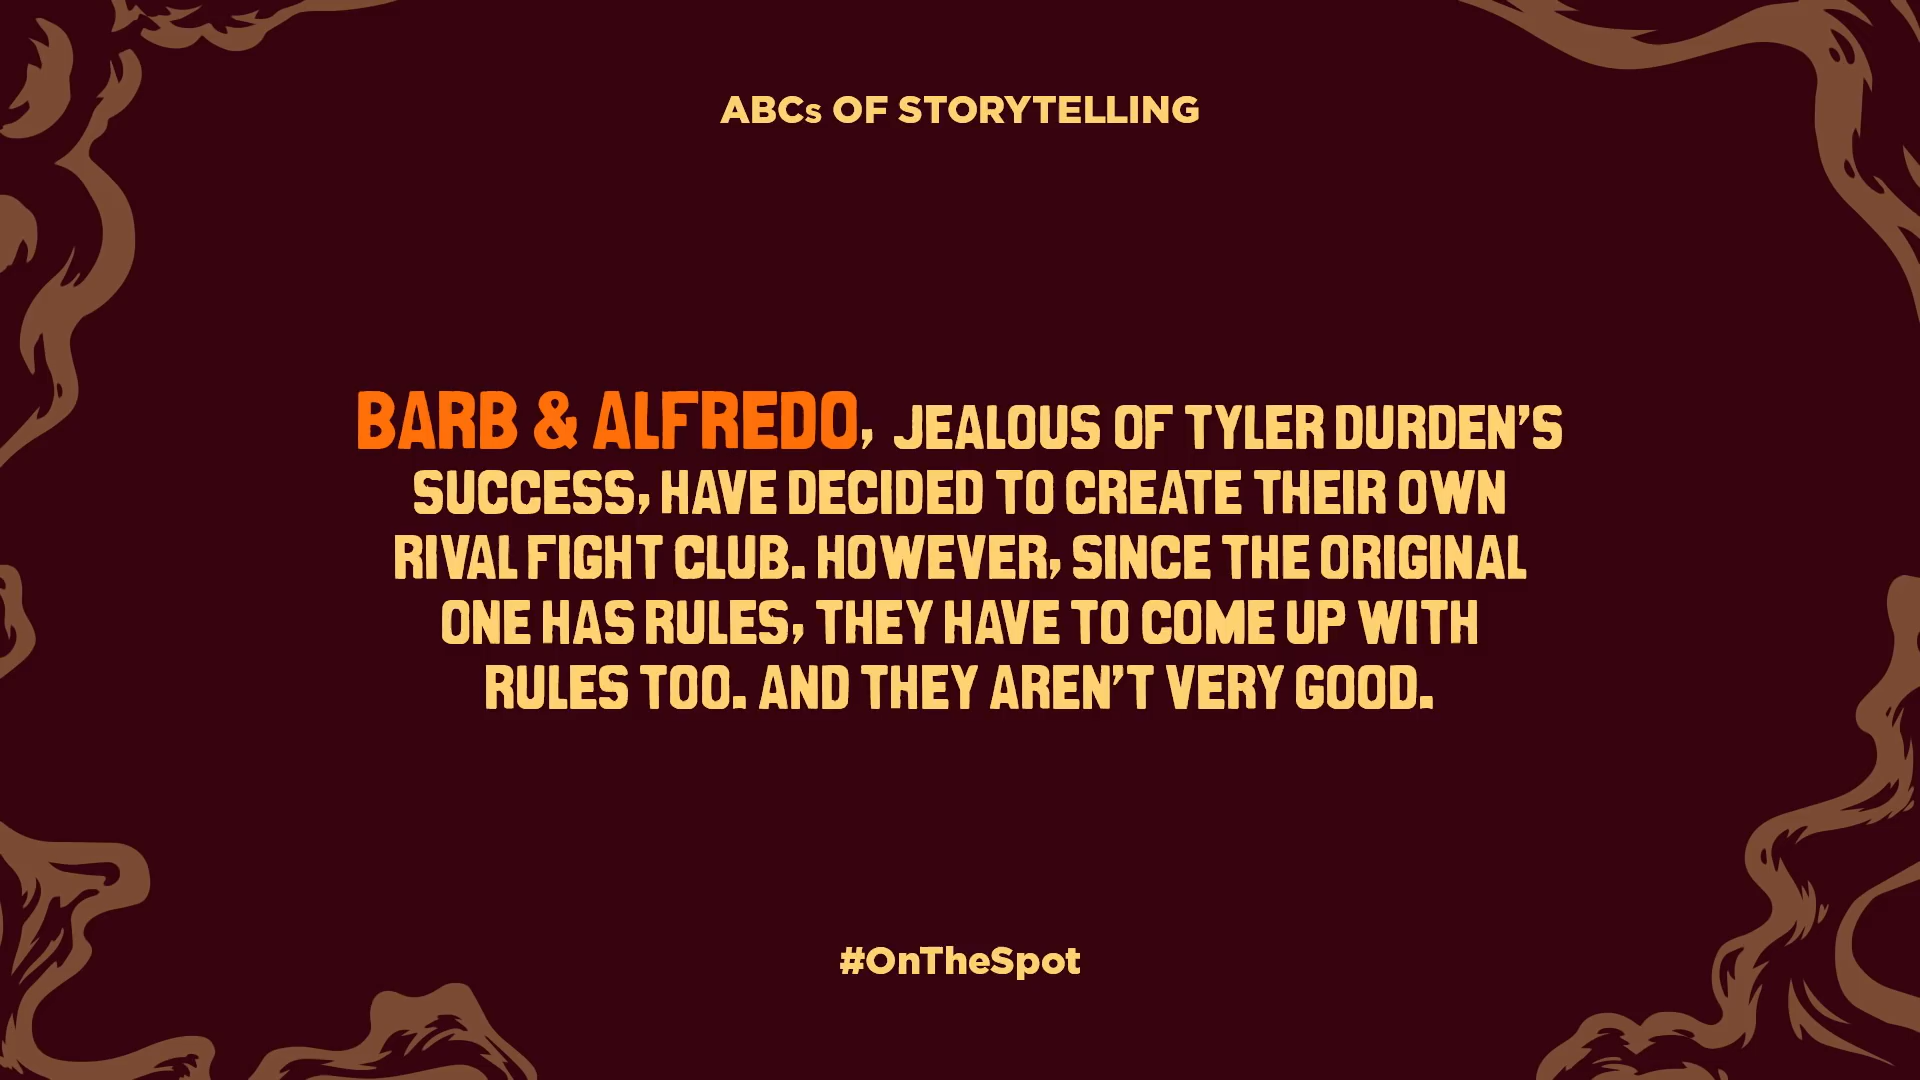 ABCs OF STORYTELLING
BARB & ALFREDO, JEALOUS OF TYLER DURDEN'S
SUCCESS, HAVE DECIDED TO CREATE THEIR OWN
RIVAL FIGHT CLUB. HOWEVER, SINCE THE ORIGINAL
ONE HAS RULES, THEY HAVE TO COME UP WITH
RULES TOO. AND THEY AREN'T VERY GOOD.
#OnTheSpot